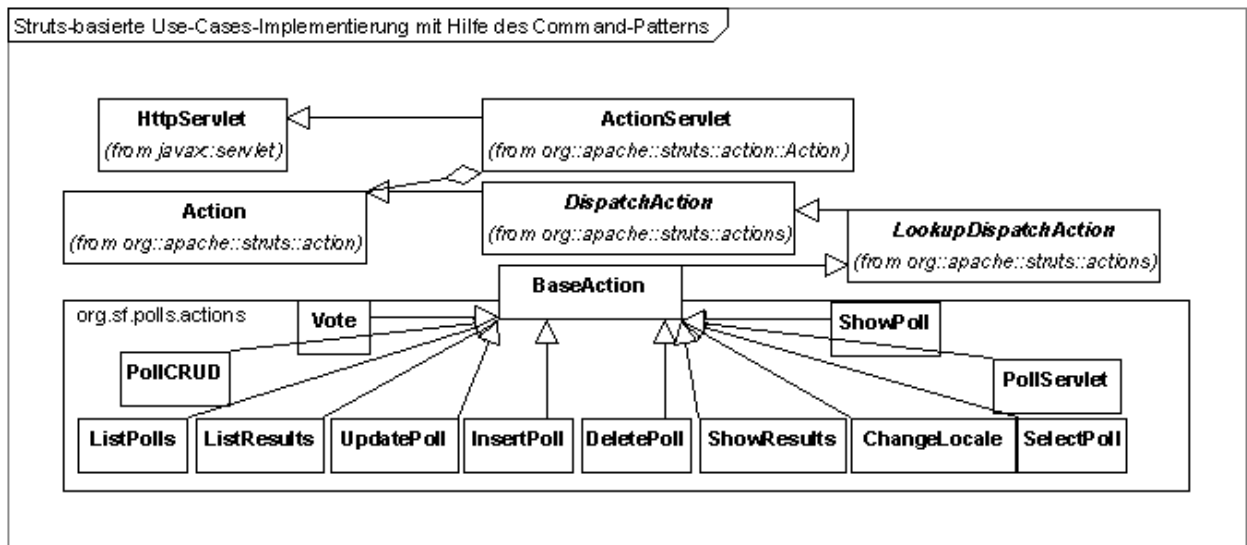 Struts-basierte Use-Cases-Implementierung mit Hilfe des Command-Patterns
HttpServlet
(from javax::servlet)
ActionServlet
(from org::apache::struts::action::Action)
Action
(from org::apache::struts::action)
DispatchAction
(from org::apache::struts::actions)
LookupDispatchAction
(from org::apache::struts::actions)
BaseAction
org.sf.polls.actions
Vote
ShowPoll
PollCRUD
PollServlet
ListPolls
ListResults
UpdatePoll
InsertPoll
DeletePoll
ShowResults
ChangeLocale
SelectPoll